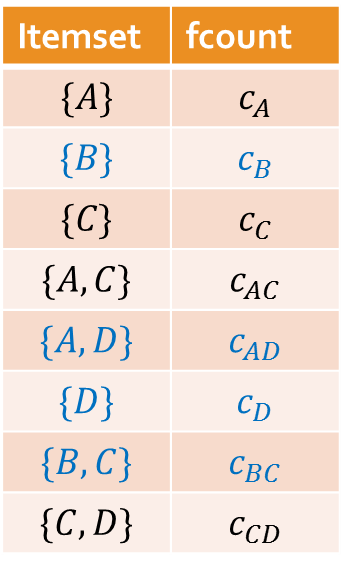 Itemset fcount
{A} c_A
{B} c_B
{C} c_C
{A, C} c_AC
{A, D} c_AD
{D} c_D
{B, C} c_BC
{C, D} c_CD